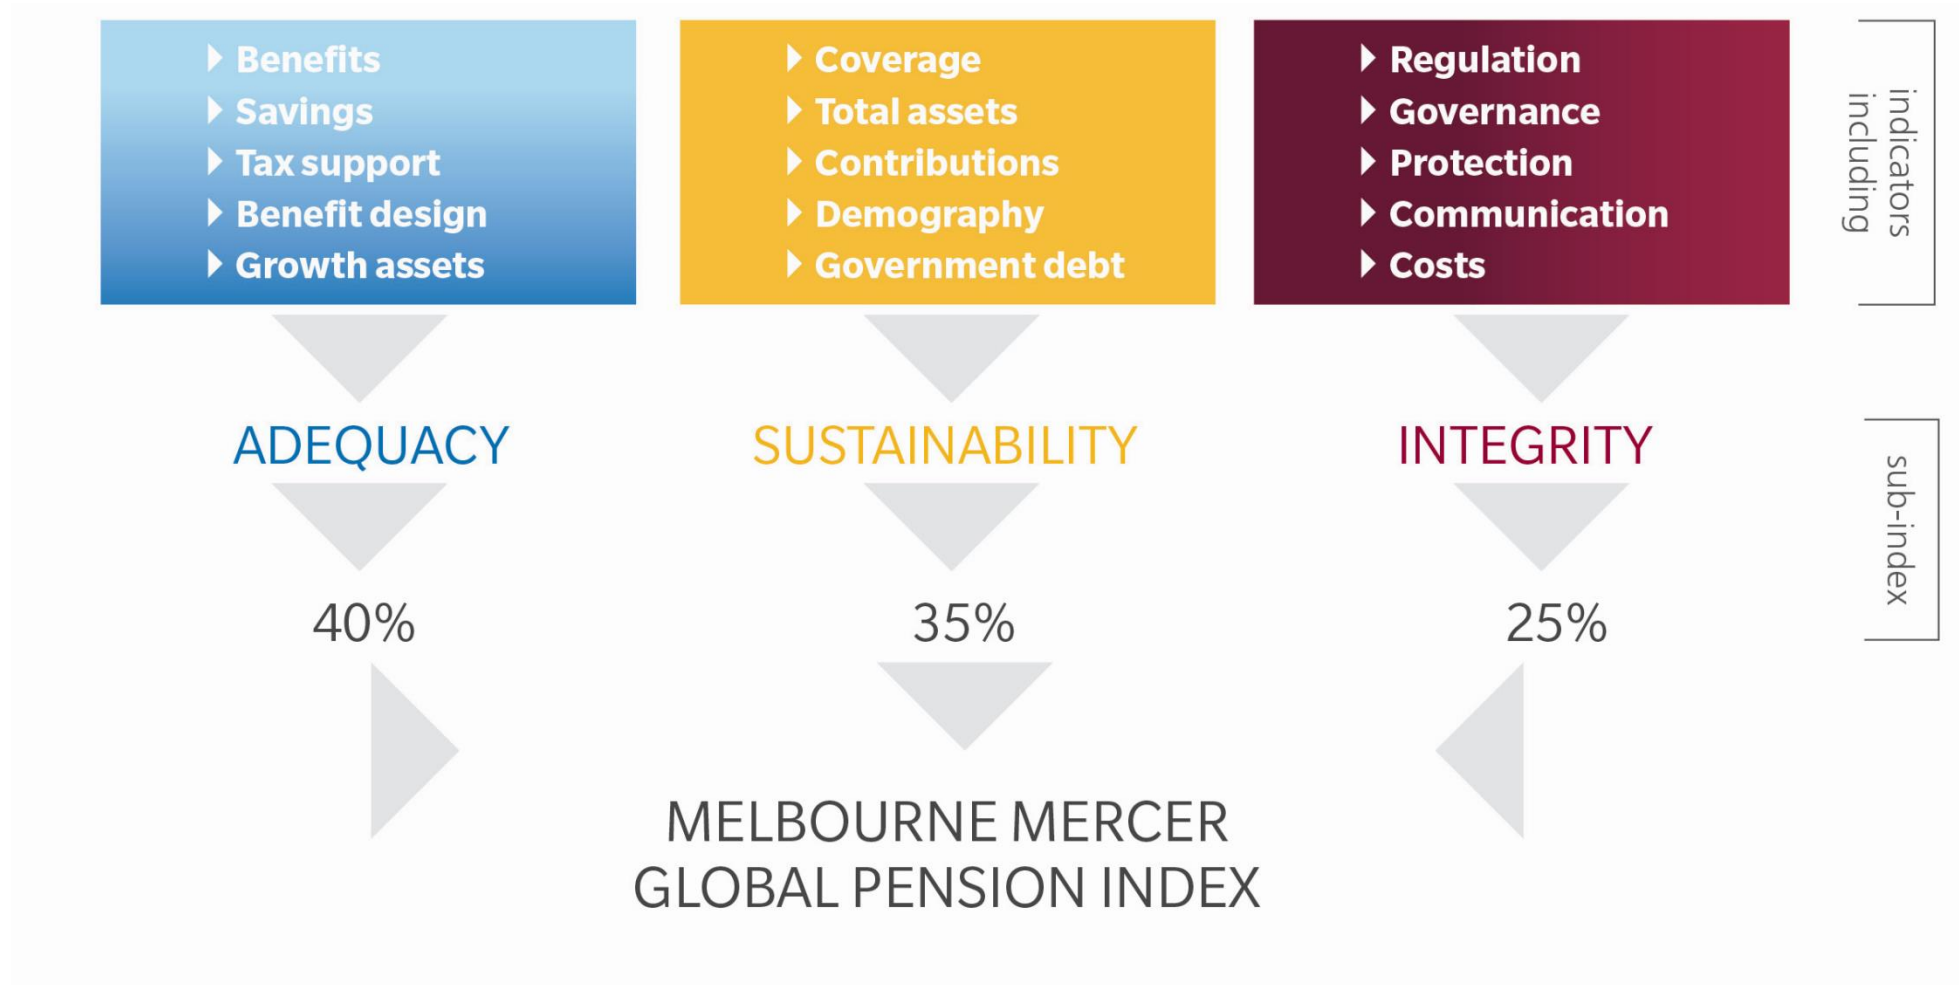 Benefits
Savings
Tax support
Benefit design
Growth assets
Coverage
Total assets
Contributions
Demography
Government debt
Regulation
Governance
Protection
Communication
Costs
indicators
including
ADEQUACY
SUSTAINABILITY
INTEGRITY
sub-index
40%
35%
25%
MELBOURNE MERCER
GLOBAL PENSION INDEX